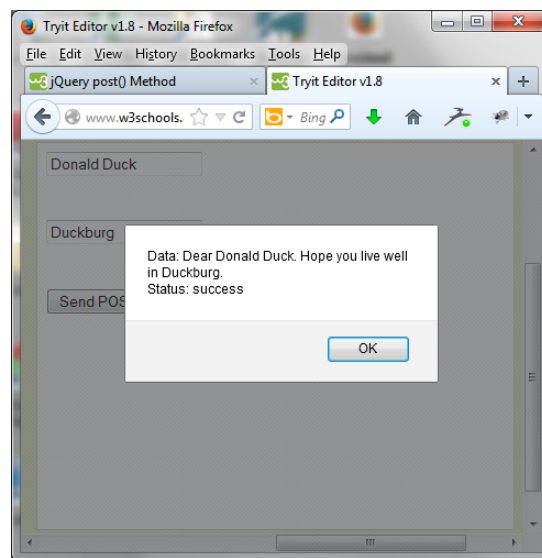 Tryit Editor v1.8 - Mozilla Firefox
File Edit View History Bookmarks Tools Help
jQuery post() Method
Tryit Editor v1.8
www.w3schools.
Bing
Donald Duck
Duckburg
Data: Dear Donald Duck. Hope you live well
in Duckburg.
Status: success
Send POS
OK